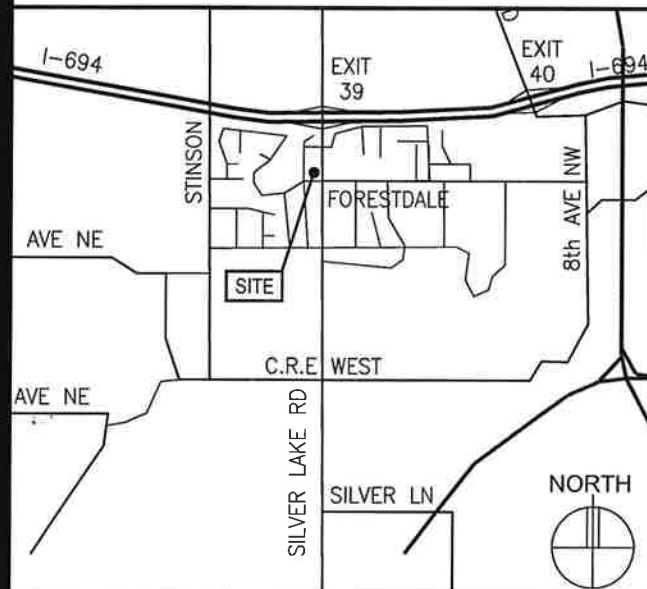 I-694
EXIT
39
EXIT
40
I-694
STINSON
FORESTDALE
8th AVE NW
AVE NE
SITE
C.R.E WEST
AVE NE
SILVER LAKE RD
SILVER LN
NORTH